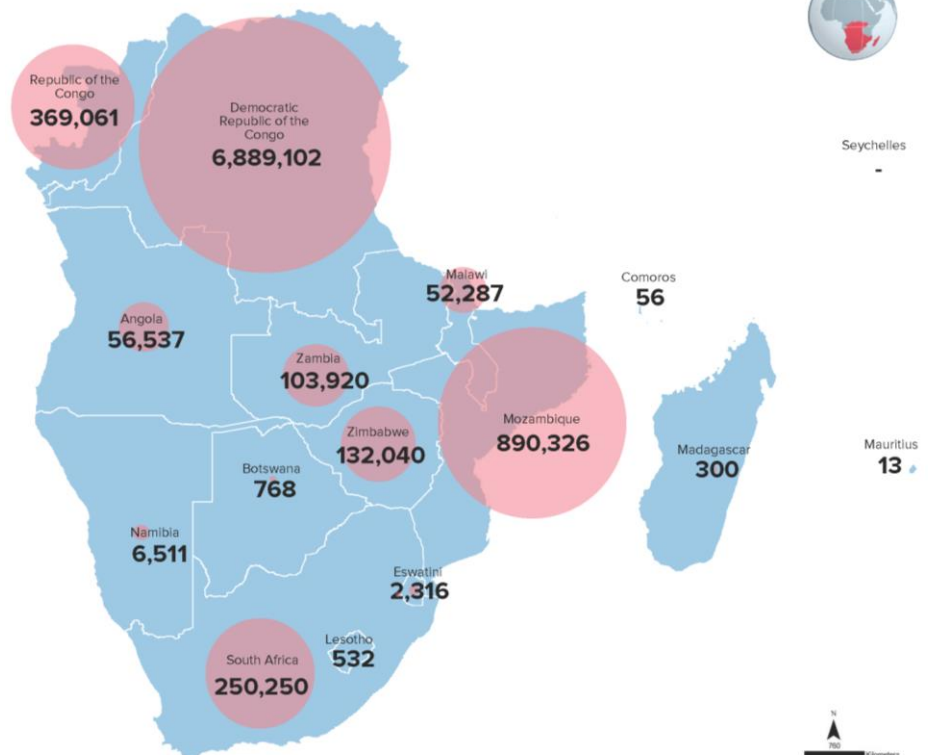 Republic of the
Congo
369,061
Democratic
Republic of the
Congo
6,889,102
Seychelles
-
Malawi
52,287
Comoros
56
Angola
56,537
Zambia
103,920
Mozambique
890,326
Zimbabwe
132,040
Madagascar
300
Mauritius
13
Botswana
768
Namibia
6,511
Eswatini
2,316
Lesotho
532
South Africa
250,250
N
760
Kilometers